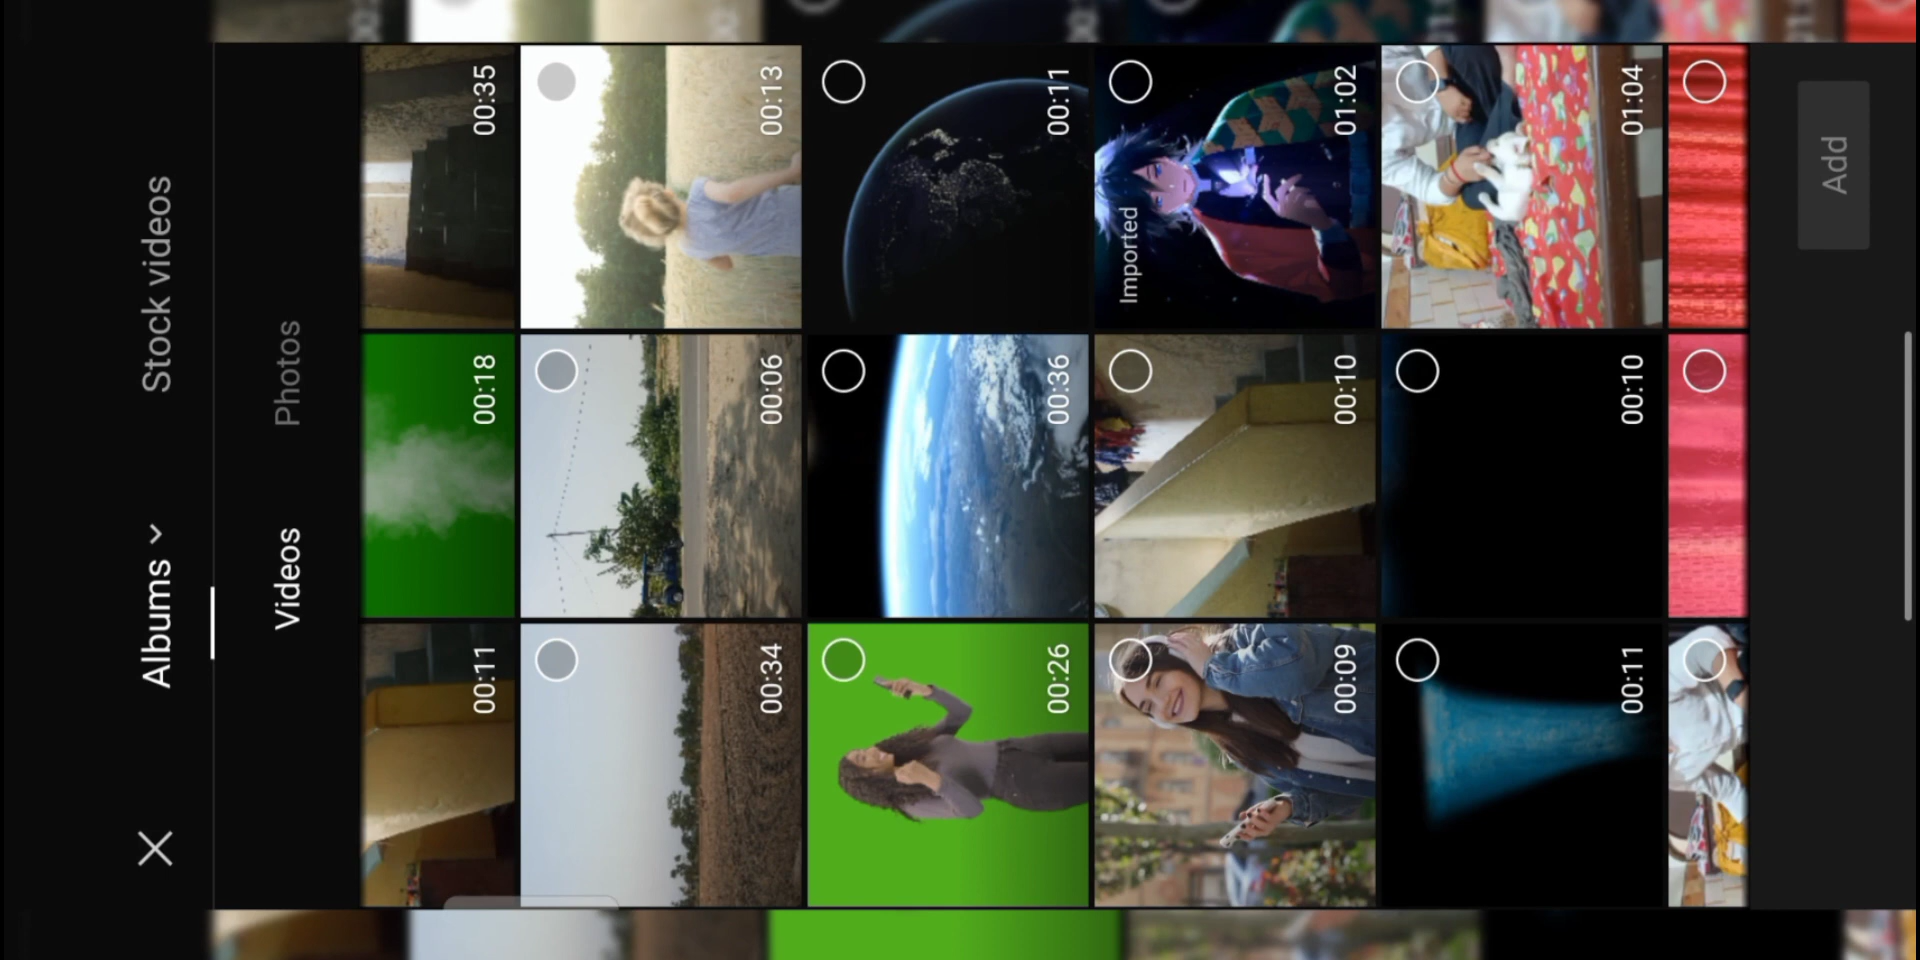 Albums Stock videos
Videos Photos
00:11 00:18 00:35
00:34 00:06 00:13
00:26 00:36 00:11
Imported
00:09 00:10 01:02
00:11 00:10 01:04
Add